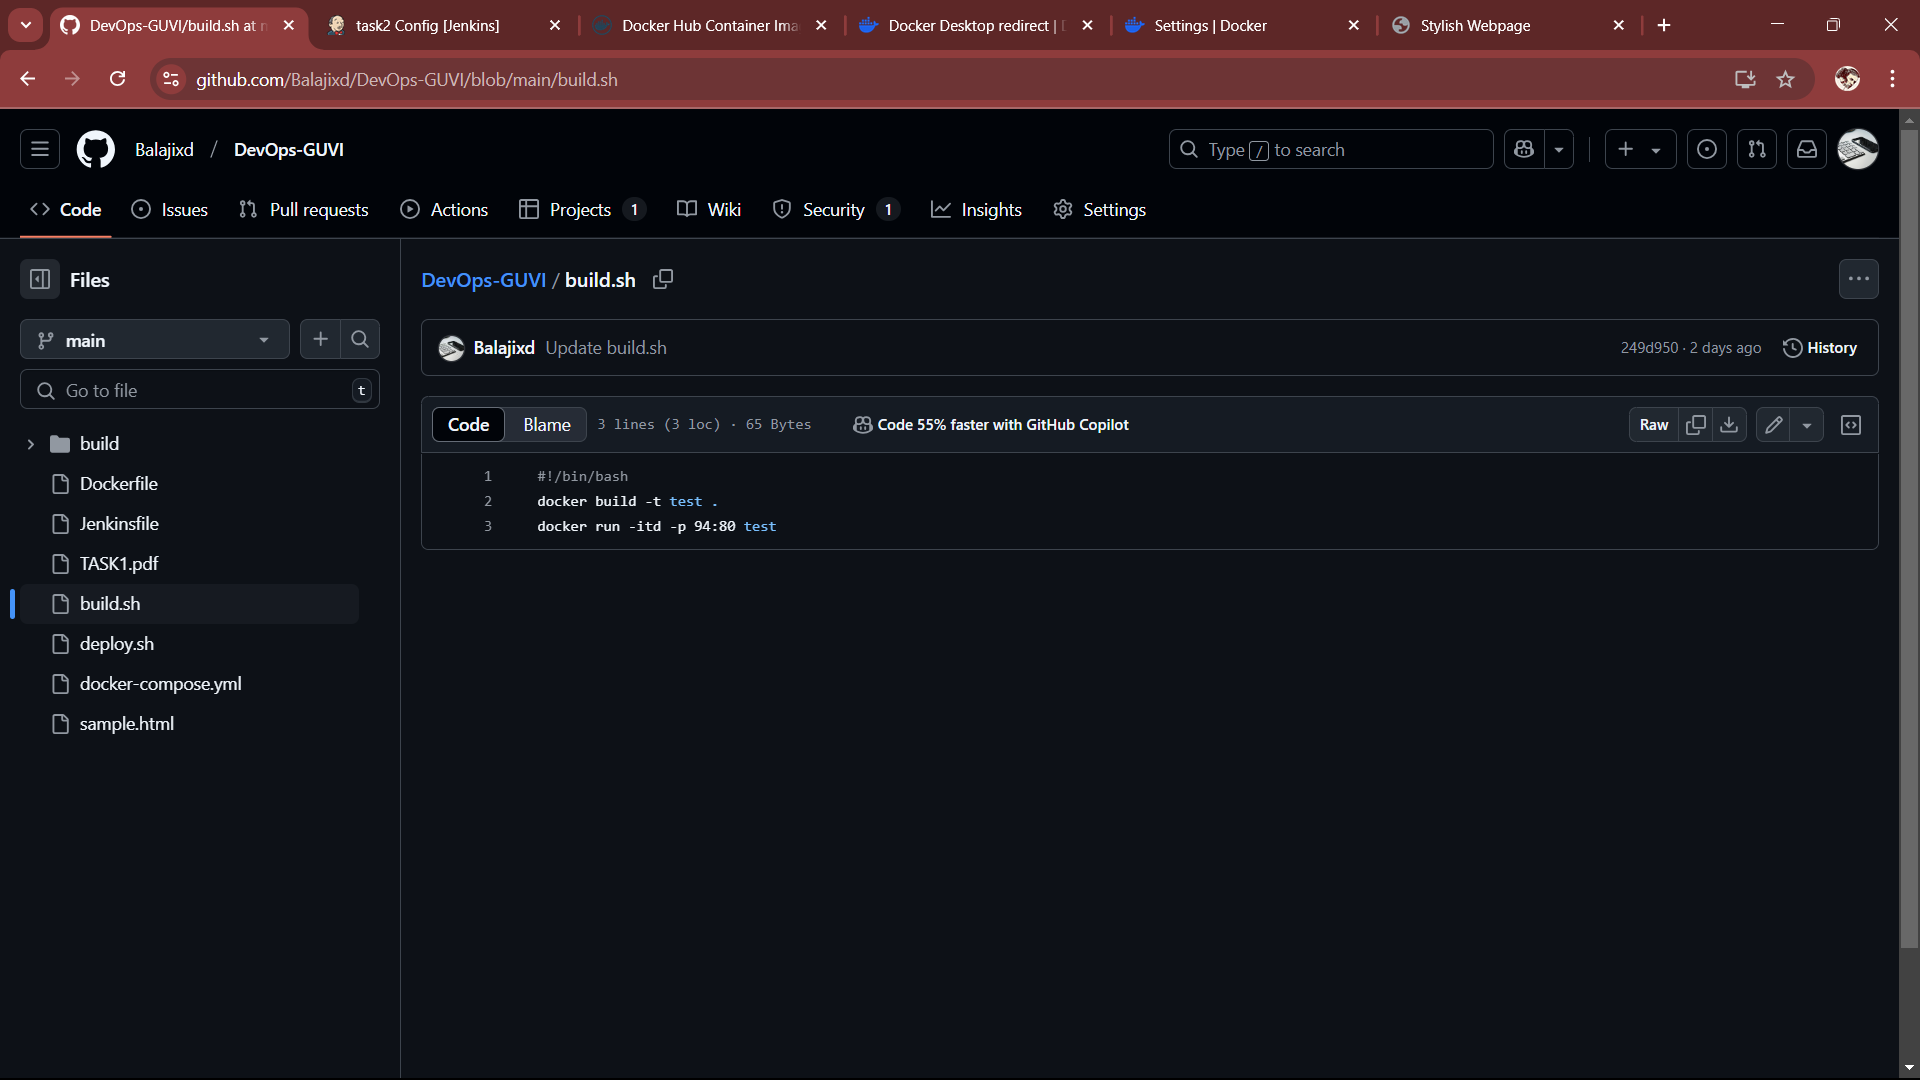 DevOps-GUVI/build.sh at
task2 Config [Jenkins]
Docker Hub Container Ima
Docker Desktop redirect |
Settings | Docker
Stylish Webpage
github.com/Balajixd/DevOps-GUVI/blob/main/build.sh
Balajixd / DevOps-GUVI
Type / to search
Code
Issues
Pull requests
Actions
Projects 1
Wiki
Security 1
Insights
Settings
Files
DevOps-GUVI / build.sh
main
Balajixd Update build.sh
249d950 · 2 days ago
History
Go to file t
Code
Blame
3 lines (3 loc) · 65 Bytes
Code 55% faster with GitHub Copilot
Raw
build
Dockerfile
Jenkinsfile
TASK1.pdf
build.sh
deploy.sh
docker-compose.yml
sample.html
1 #!/bin/bash
2 docker build -t test .
3 docker run -itd -p 94:80 test